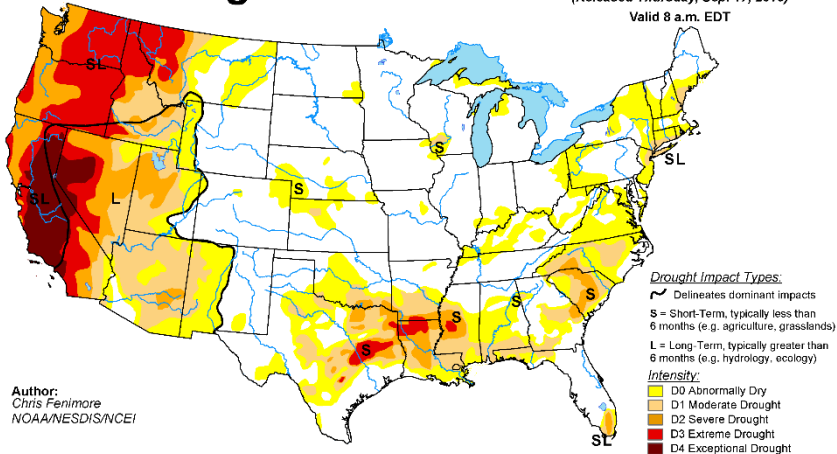 Valid 8 a.m. EDT
SL
SL
L
S
S
S
S
S
S
SL
SL
Drought Impact Types:
Delineates dominant impacts
S = Short-Term, typically less than
6 months (e.g. agriculture, grasslands)
L = Long-Term, typically greater than
6 months (e.g. hydrology, ecology)
Intensity:
D0 Abnormally Dry
D1 Moderate Drought
D2 Severe Drought
D3 Extreme Drought
D4 Exceptional Drought
Author:
Chris Fenimore
NOAA/NESDIS/NCEI